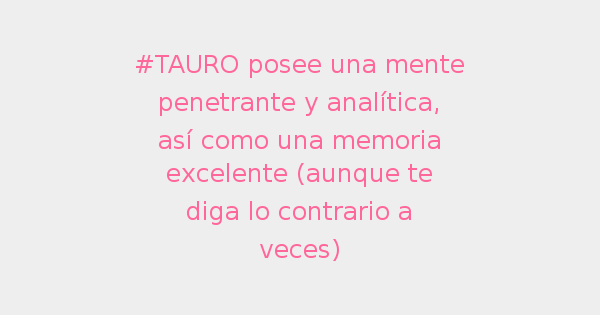 #TAURO posee una mente
penetrante y analítica,
así como una memoria
excelente (aunque te
diga lo contrario a
veces)